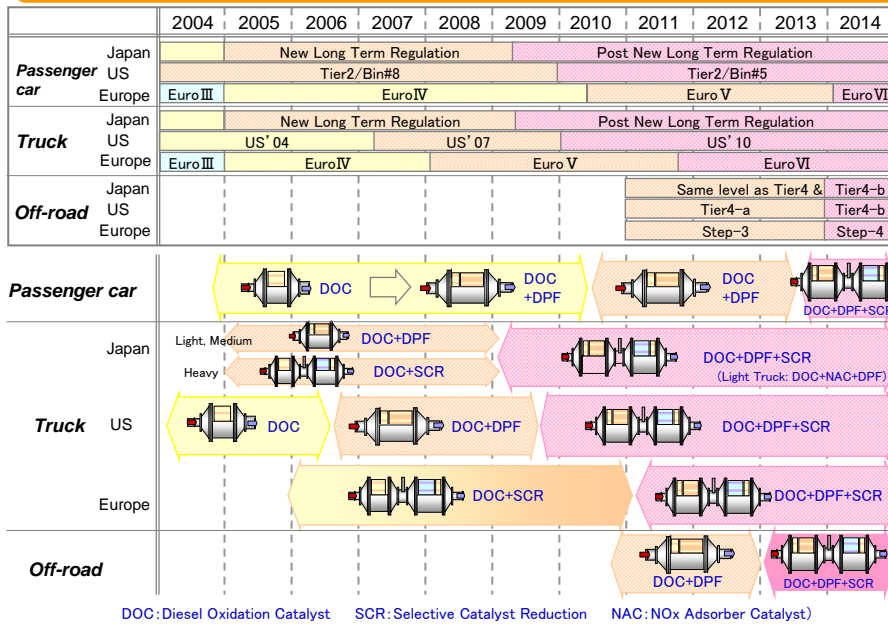 2004 2005 2006 2007 2008 2009 2010 2011 2012 2013 2014
Passenger car
Japan New Long Term Regulation Post New Long Term Regulation
US Tier2/Bin#8 Tier2/Bin#5
Europe EuroⅢ EuroⅣ EuroⅤ EuroⅥ
Truck
Japan New Long Term Regulation Post New Long Term Regulation
US US'04 US'07 US'10
Europe EuroⅢ EuroⅣ EuroⅤ EuroⅥ
Off-road
Japan Same level as Tier4 & Tier4-b
US Tier4-a Tier4-b
Europe Step-3 Step-4
Passenger car
DOC
DOC
+DPF
DOC
+DPF
DOC+DPF+SCR
Truck
Japan
Light, Medium DOC+DPF
Heavy DOC+SCR
DOC+DPF+SCR
(Light Truck: DOC+NAC+DPF)
US DOC DOC+DPF DOC+DPF+SCR
Europe DOC+SCR DOC+DPF+SCR
Off-road
DOC+DPF DOC+DPF+SCR
DOC:Diesel Oxidation Catalyst SCR:Selective Catalyst Reduction NAC:NOx Adsorber Catalyst)